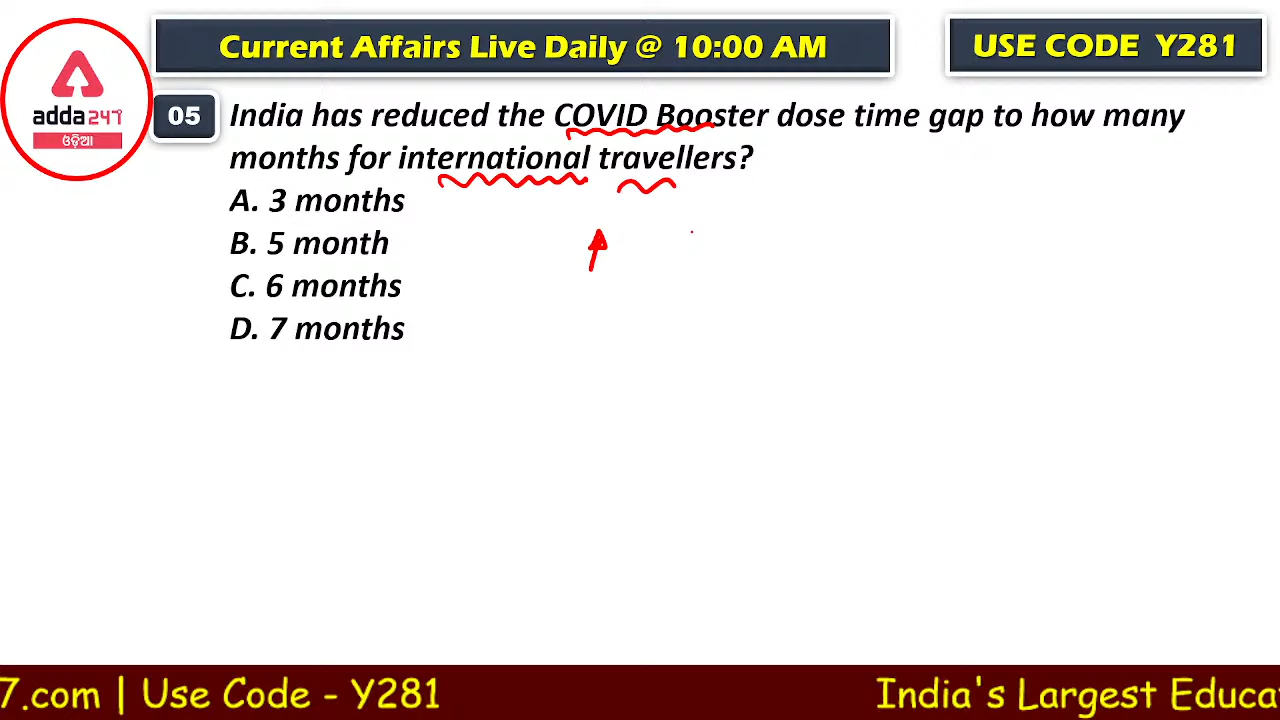 Current Affairs Live Daily @ 10:00 AM
USE CODE Y281
adda247
ଓଡ଼ିଆ
05
India has reduced the COVID Booster dose time gap to how many
months for international travellers?
A. 3 months
B. 5 month
C. 6 months
D. 7 months
7.com | Use Code - Y281
India's Largest Educa